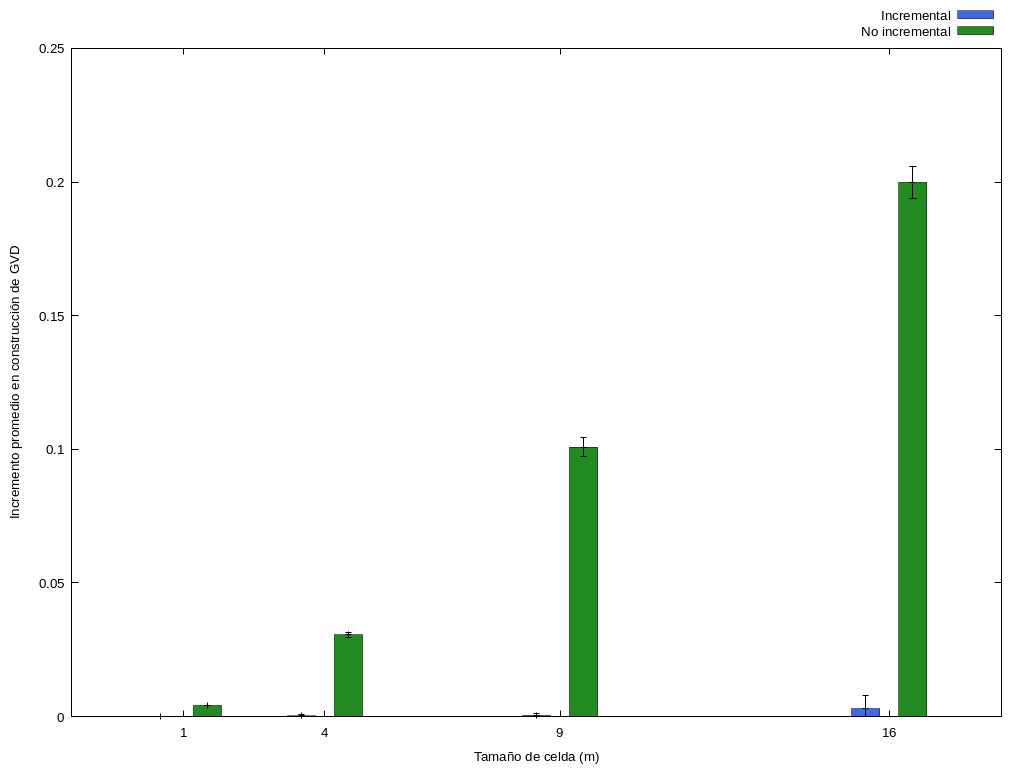 Incremental
No incremental
0.25
0.2
0.15
0.1
0.05
0
Incremento promedio en construcción de GVD
1 4 9 16
Tamaño de celda (m)